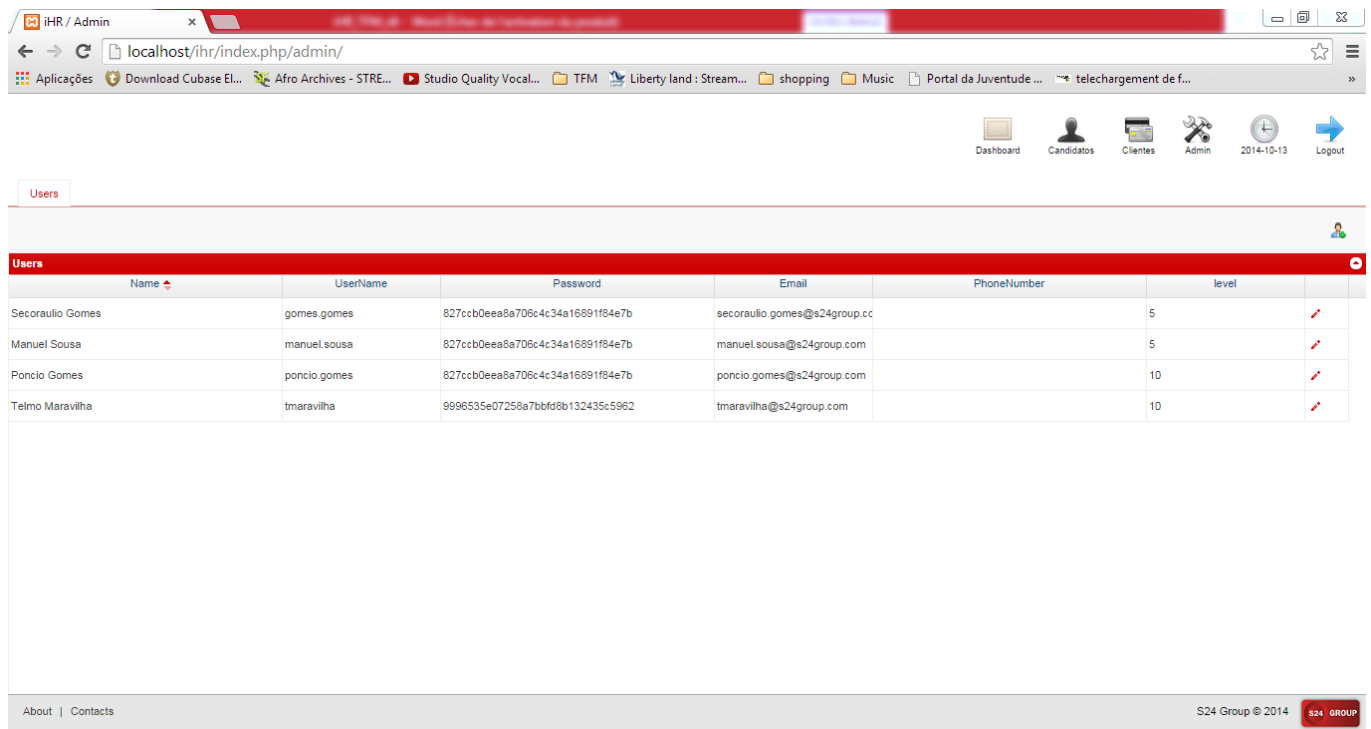 iHR / Admin
localhost/ihr/index.php/admin/
Aplicações Download Cubase El... Afro Archives - STRE... Studio Quality Vocal... TFM Liberty land : Stream... shopping Music Portal da Juventude ... telechargement de f... »
Dashboard Candidatos Clientes Admin 2014-10-13 Logout
Users
Users
Name UserName Password Email PhoneNumber level
Secoraulio Gomes gomes.gomes 827ccb0eea8a706c4c34a16891f84e7b secoraulio.gomes@s24group.cc 5
Manuel Sousa manuel.sousa 827ccb0eea8a706c4c34a16891f84e7b manuel.sousa@s24group.com 5
Poncio Gomes poncio.gomes 827ccb0eea8a706c4c34a16891f84e7b poncio.gomes@s24group.com 10
Telmo Maravilha tmaravilha 9996535e07258a7bbfd8b132435c5962 tmaravilha@s24group.com 10
About | Contacts S24 Group © 2014 S24 GROUP